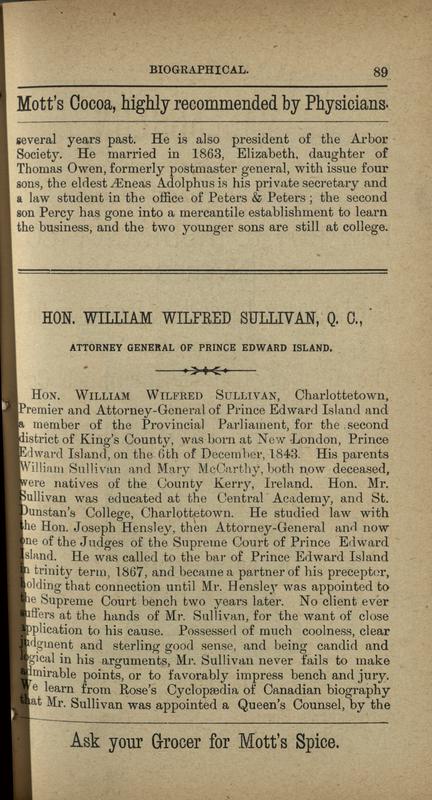 BIOGRAPHICAL. 89
Mott's Cocoa, highly recommended by Physicians.
several years past. He is also president of the Arbor
Society. He married in 1863, Elizabeth, daughter of
Thomas Owen, formerly postmaster general, with issue four
sons, the eldest Æneas Adolphus is his private secretary and
a law student in the office of Peters & Peters ; the second
son Percy has gone into a mercantile establishment to learn
the business, and the two younger sons are still at college.
HON. WILLIAM WILFRED SULLIVAN, Q. C.,
ATTORNEY GENERAL OF PRINCE EDWARD ISLAND.
HON. WILLIAM WILFRED SULLIVAN, Charlottetown,
Premier and Attorney-General of Prince Edward Island and
a member of the Provincial Parliament, for the second
district of King's County, was born at New London, Prince
Edward Island, on the 6th of December, 1843. His parents
William Sullivan and Mary McCarthy, both now deceased,
were natives of the County Kerry, Ireland. Hon. Mr.
Sullivan was educated at the Central Academy, and St.
Dunstan's College, Charlottetown. He studied law with
the Hon. Joseph Hensley, then Attorney-General and now
one of the Judges of the Supreme Court of Prince Edward
Island. He was called to the bar of Prince Edward Island
in trinity term, 1867, and became a partner of his preceptor,
holding that connection until Mr. Hensley was appointed to
the Supreme Court bench two years later. No client ever
suffers at the hands of Mr. Sullivan, for the want of close
application to his cause. Possessed of much coolness, clear
judgment and sterling good sense, and being candid and
logical in his arguments, Mr. Sullivan never fails to make
admirable points, or to favorably impress bench and jury.
We learn from Rose's Cyclopædia of Canadian biography
that Mr. Sullivan was appointed a Queen's Counsel, by the
Ask your Grocer for Mott's Spice.